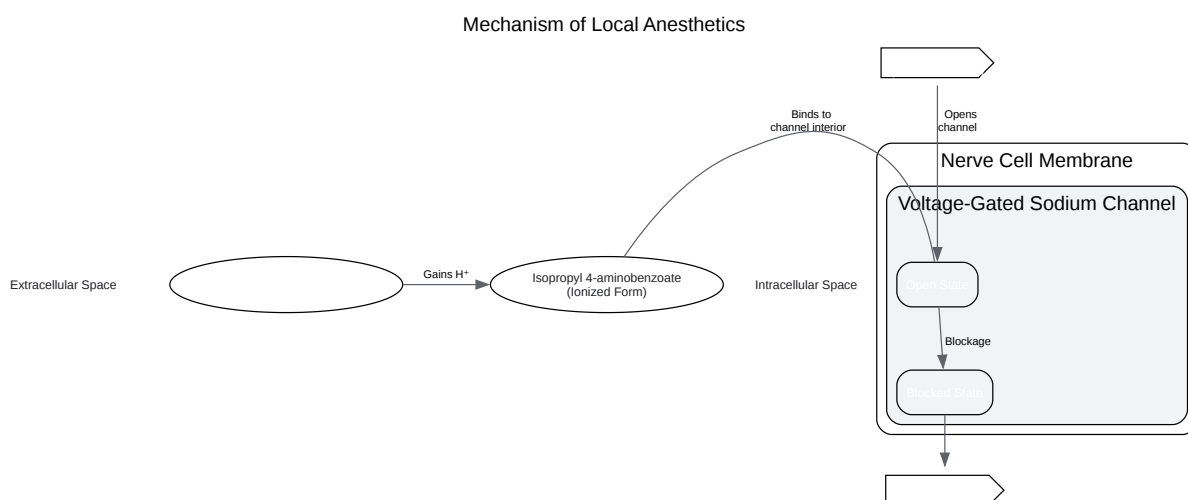 Mechanism of Local Anesthetics
Binds to
channel interior
Opens
channel
Nerve Cell Membrane
Voltage-Gated Sodium Channel
Extracellular Space
Gains H⁺
Isopropyl 4-aminobenzoate
(Ionized Form)
Intracellular Space
Open State
Blockage
Blocked State